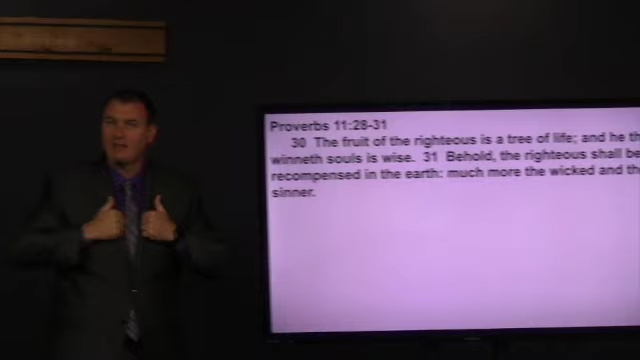 Proverbs 11:28-31
30 The fruit of the righteous is a tree of life; and he th
winneth souls is wise. 31 Behold, the righteous shall be
recompensed in the earth: much more the wicked and the
sinner.